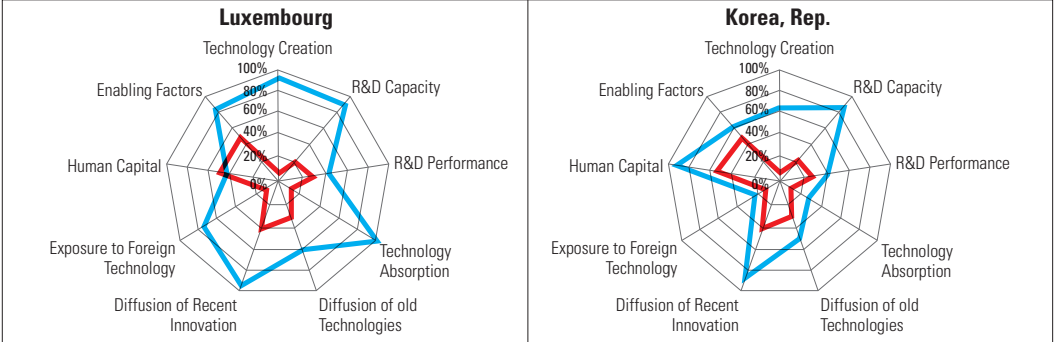 Luxembourg
Technology Creation
100%
80%
60%
40%
20%
0%
R&D Capacity
R&D Performance
Technology
Absorption
Diffusion of old
Technologies
Diffusion of Recent
Innovation
Exposure to Foreign
Technology
Human Capital
Enabling Factors
Korea, Rep.
Technology Creation
100%
80%
60%
40%
20%
0%
R&D Capacity
R&D Performance
Technology
Absorption
Diffusion of old
Technologies
Diffusion of Recent
Innovation
Exposure to Foreign
Technology
Human Capital
Enabling Factors